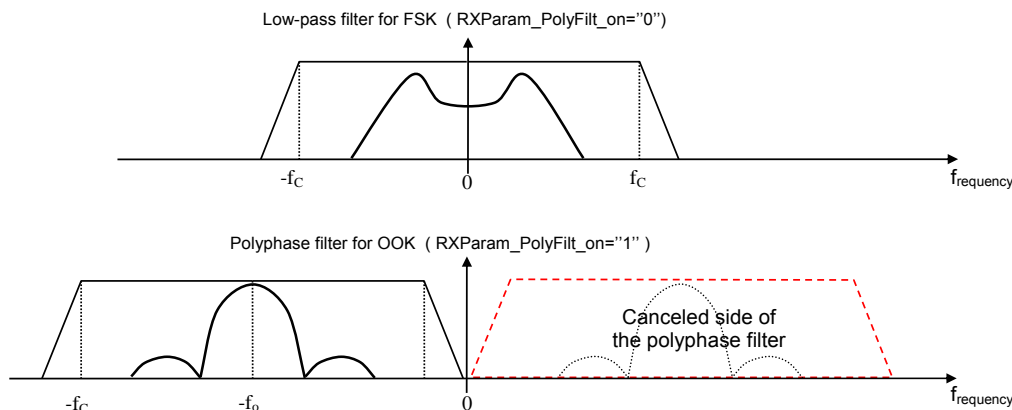 Low-pass filter for FSK ( RXParam_PolyFilt_on=''0'')
-fC
0
fC
frequency
Polyphase filter for OOK ( RXParam_PolyFilt_on=''1'' )
Canceled side of
the polyphase filter
-fC
-fo
0
frequency